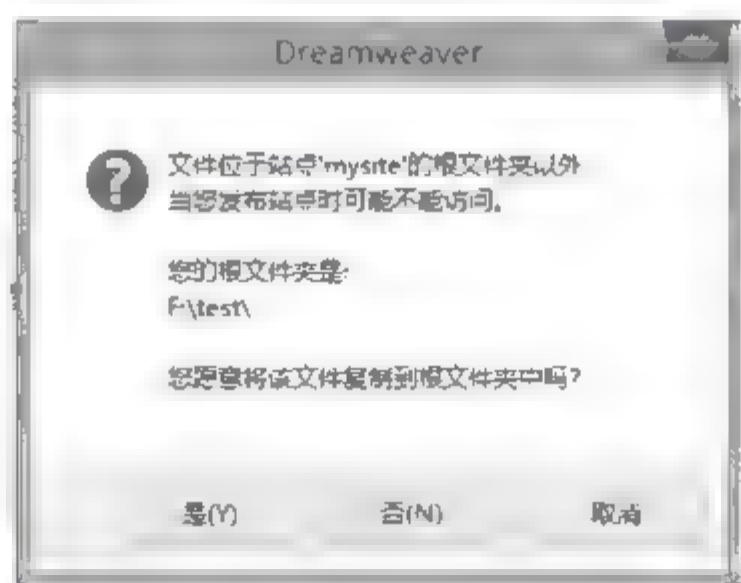 Dreamweaver
文件位于站点'mysite'的根文件夹以外
当您发布站点时可能不能访问。
您的根文件夹是:
F:\test\
您愿意将该文件复制到根文件夹中吗?
是(Y) 否(N) 取消